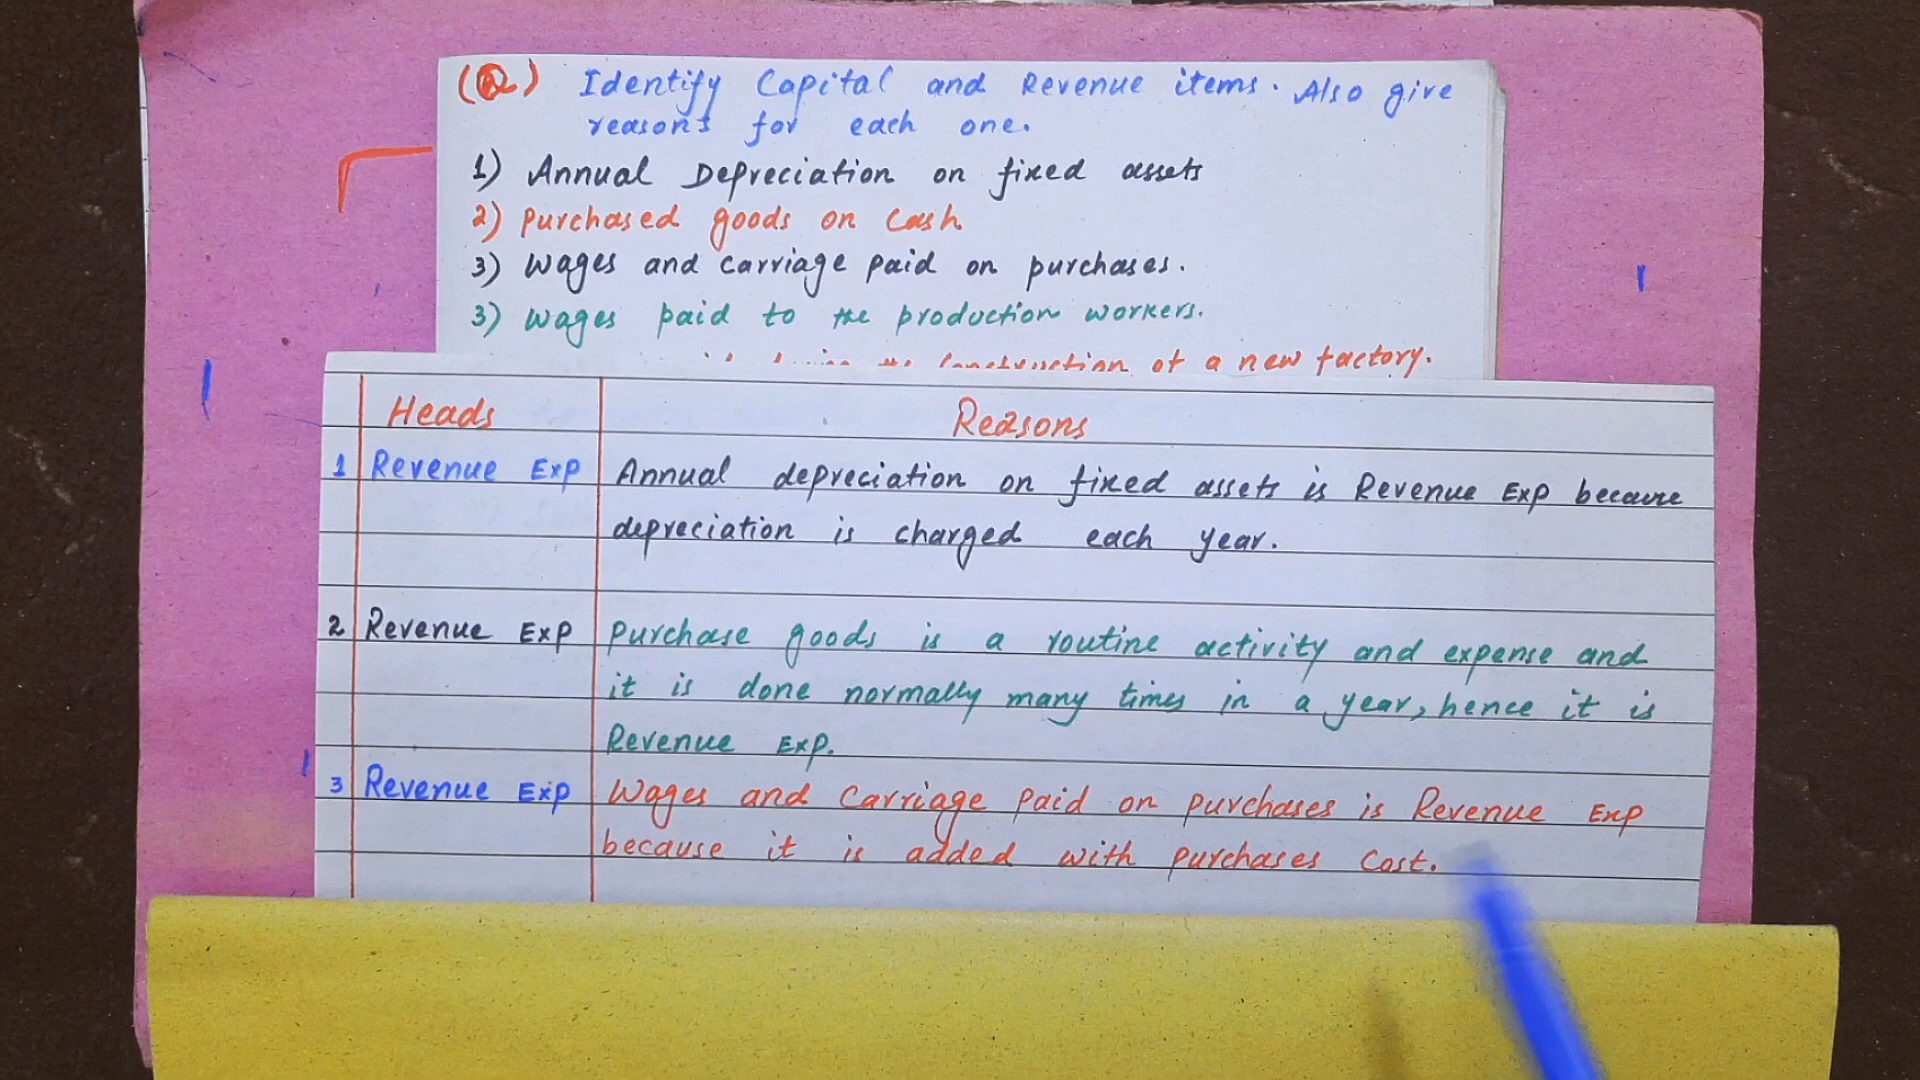 (Q) Identify Capital and Revenue items. Also give
reasons for each one.
1) Annual Depreciation on fixed assets
2) Purchased goods on Cash
3) Wages and Carriage Paid on purchases.
3) Wages paid to the production workers.
the Construction of a new factory.
Heads Reasons
1 Revenue Exp Annual depreciation on fixed assets is Revenue Exp because
depreciation is charged each year.
2 Revenue Exp Purchase goods is a routine activity and expense and
it is done normally many times in a year, hence it is
Revenue Exp.
3 Revenue Exp Wages and Carriage Paid on purchases is Revenue Exp
because it is added with purchases Cost.